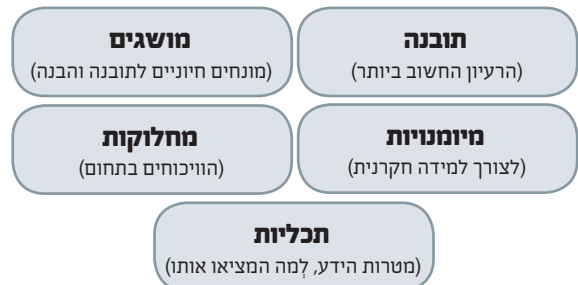 תובנה
(הרעיון החשוב ביותר)
מושגים
(מונחים חיוניים לתובנה והבנה)
מיומנויות
(לצורך למידה חקרנית)
מחלוקות
(הוויכוחים בתחום)
תכליות
(מטרות הידע, לְמה המציאו אותו)